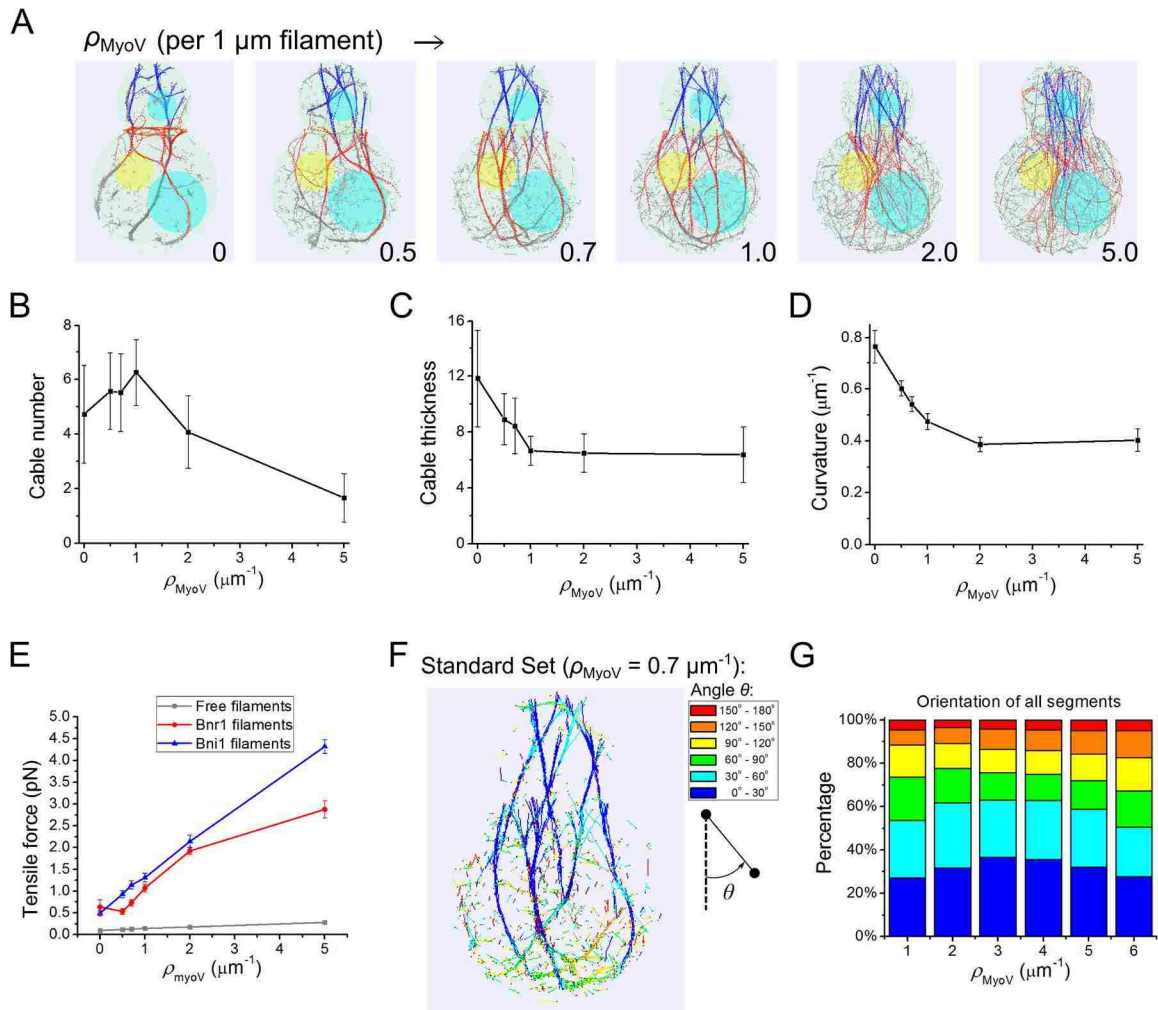 A
ρMyoV (per 1 μm filament) →
0
0.5
0.7
1.0
2.0
5.0
B
8
6
4
2
0
Cable number
0 1 2 3 4 5
ρMyoV (μm⁻¹)
C
16
12
8
4
0
Cable thickness
0 1 2 3 4 5
ρMyoV (μm⁻¹)
D
0.8
0.6
0.4
0.2
0.0
Curvature (μm⁻¹)
0 1 2 3 4 5
ρMyoV (μm⁻¹)
E
Free filaments
Bnr1 filaments
Bni1 filaments
5.0
4.5
4.0
3.5
3.0
2.5
2.0
1.5
1.0
0.5
0.0
Tensile force (pN)
0 1 2 3 4 5
ρmyoV (μm⁻¹)
F
Standard Set (ρMyoV = 0.7 μm⁻¹):
Angle θ:
150° - 180°
120° - 150°
90° - 120°
60° - 90°
30° - 60°
0° - 30°
θ
G
Orientation of all segments
100%
80%
60%
40%
20%
0%
Percentage
1 2 3 4 5 6
ρMyoV (μm⁻¹)